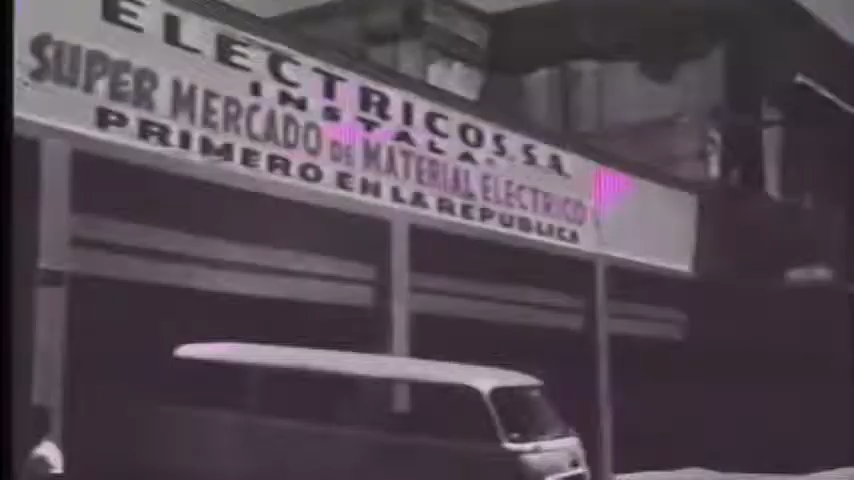 ELECTRICOS. S.A.
INSTALA
SUPER MERCADO DE MATERIAL ELECTRICO
PRIMERO EN LA REPUBLICA